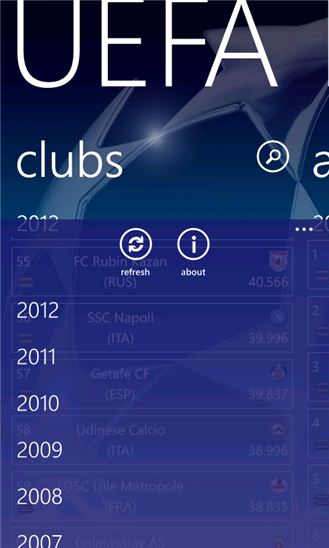 UEFA
clubs
2012
20
refresh
about
55
FC Rubin Kazan
(RUS)
40.566
1
2012
SSC Napoli
(ITA)
39.996
2
2011
57
Getafe CF
(ESP)
39.837
3
2010
58
Udinese Calcio
(ITA)
38.996
4
2009
LOSC Lille Métropole
(FRA)
38.835
5
2008
Galatasaray AS
6
2007